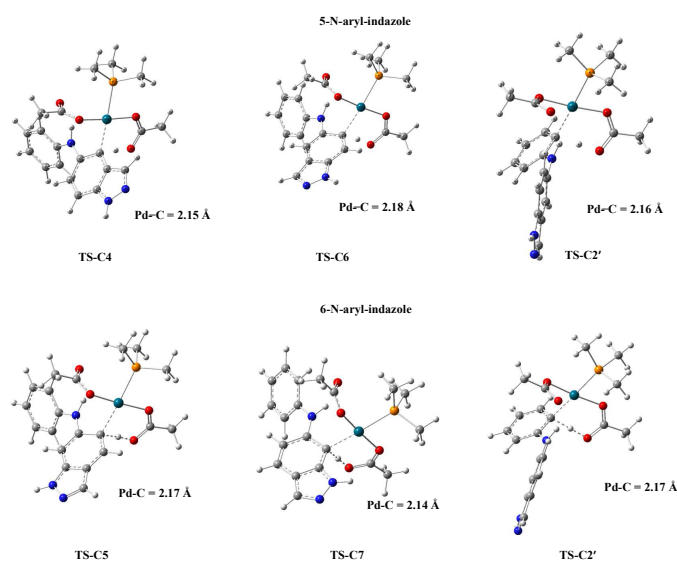 5-N-aryl-indazole
Pd-C = 2.15 Å
Pd-C = 2.18 Å
Pd-C = 2.16 Å
TS-C4
TS-C6
TS-C2′
6-N-aryl-indazole
Pd-C = 2.17 Å
Pd-C = 2.14 Å
Pd-C = 2.17 Å
TS-C5
TS-C7
TS-C2′